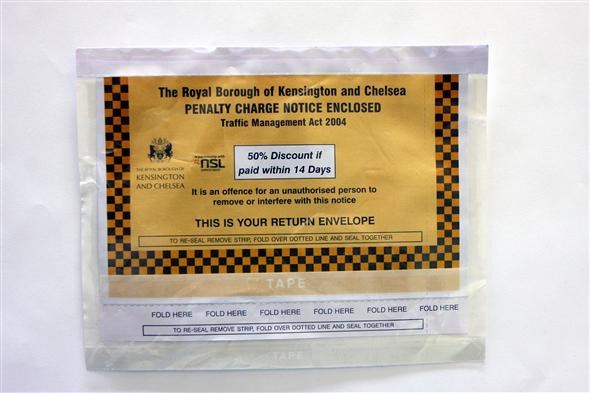 The Royal Borough of Kensington and Chelsea
PENALTY CHARGE NOTICE ENCLOSED
Traffic Management Act 2004
THE ROYAL BOROUGH OF
KENSINGTON
AND CHELSEA
nsl
50% Discount if
paid within 14 Days
It is an offence for an unauthorised person to
remove or interfere with this notice
THIS IS YOUR RETURN ENVELOPE
TO RE-SEAL REMOVE STRIP, FOLD OVER DOTTED LINE AND SEAL TOGETHER
TAPE
FOLD HERE FOLD HERE FOLD HERE FOLD HERE FOLD HERE FOLD HERE
TO RE-SEAL REMOVE STRIP, FOLD OVER DOTTED LINE AND SEAL TOGETHER
TAPE